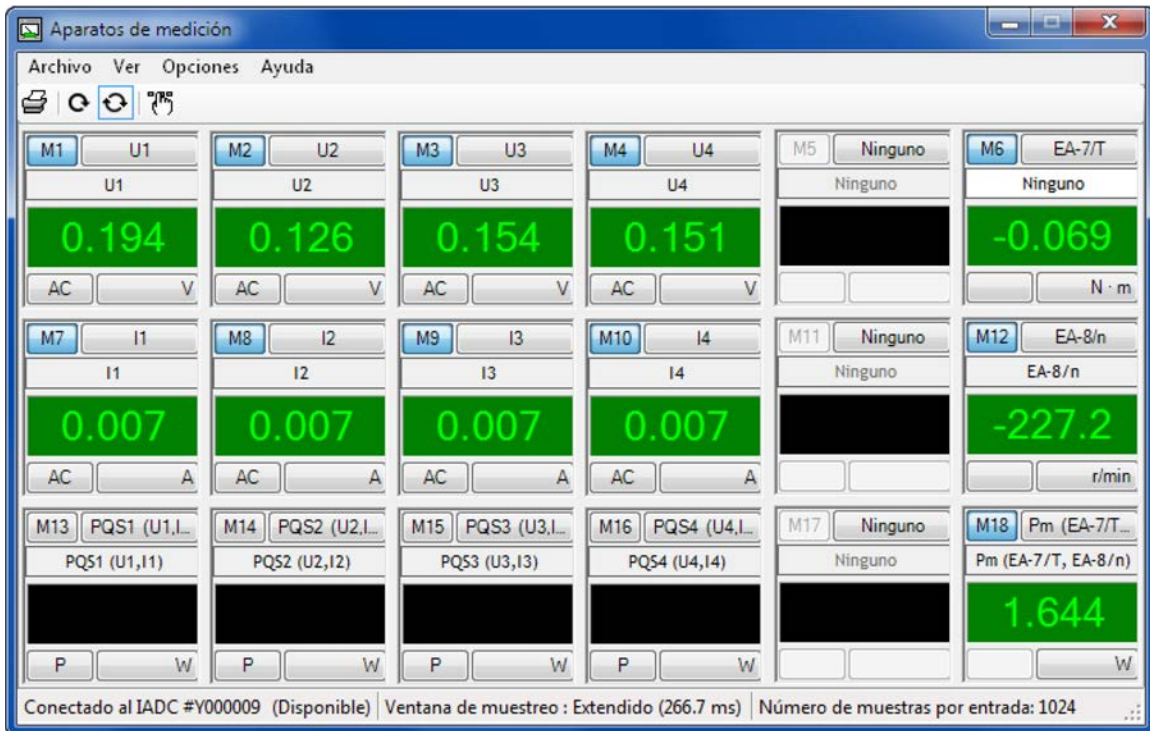 Aparatos de medición
Archivo Ver Opciones Ayuda
M1 U1 M2 U2 M3 U3 M4 U4 M5 Ninguno M6 EA-7/T
U1 U2 U3 U4 Ninguno Ninguno
0.194 0.126 0.154 0.151 -0.069
AC V AC V AC V AC V N · m
M7 I1 M8 I2 M9 I3 M10 I4 M11 Ninguno M12 EA-8/n
I1 I2 I3 I4 Ninguno EA-8/n
0.007 0.007 0.007 0.007 -227.2
AC A AC A AC A AC A r/min
M13 PQS1 (U1,I... M14 PQS2 (U2,I... M15 PQS3 (U3,I... M16 PQS4 (U4,I... M17 Ninguno M18 Pm (EA-7/T...
PQS1 (U1,I1) PQS2 (U2,I2) PQS3 (U3,I3) PQS4 (U4,I4) Ninguno Pm (EA-7/T, EA-8/n)
1.644
P W P W P W P W W
Conectado al IADC #Y000009 (Disponible) Ventana de muestreo : Extendido (266.7 ms) Número de muestras por entrada: 1024